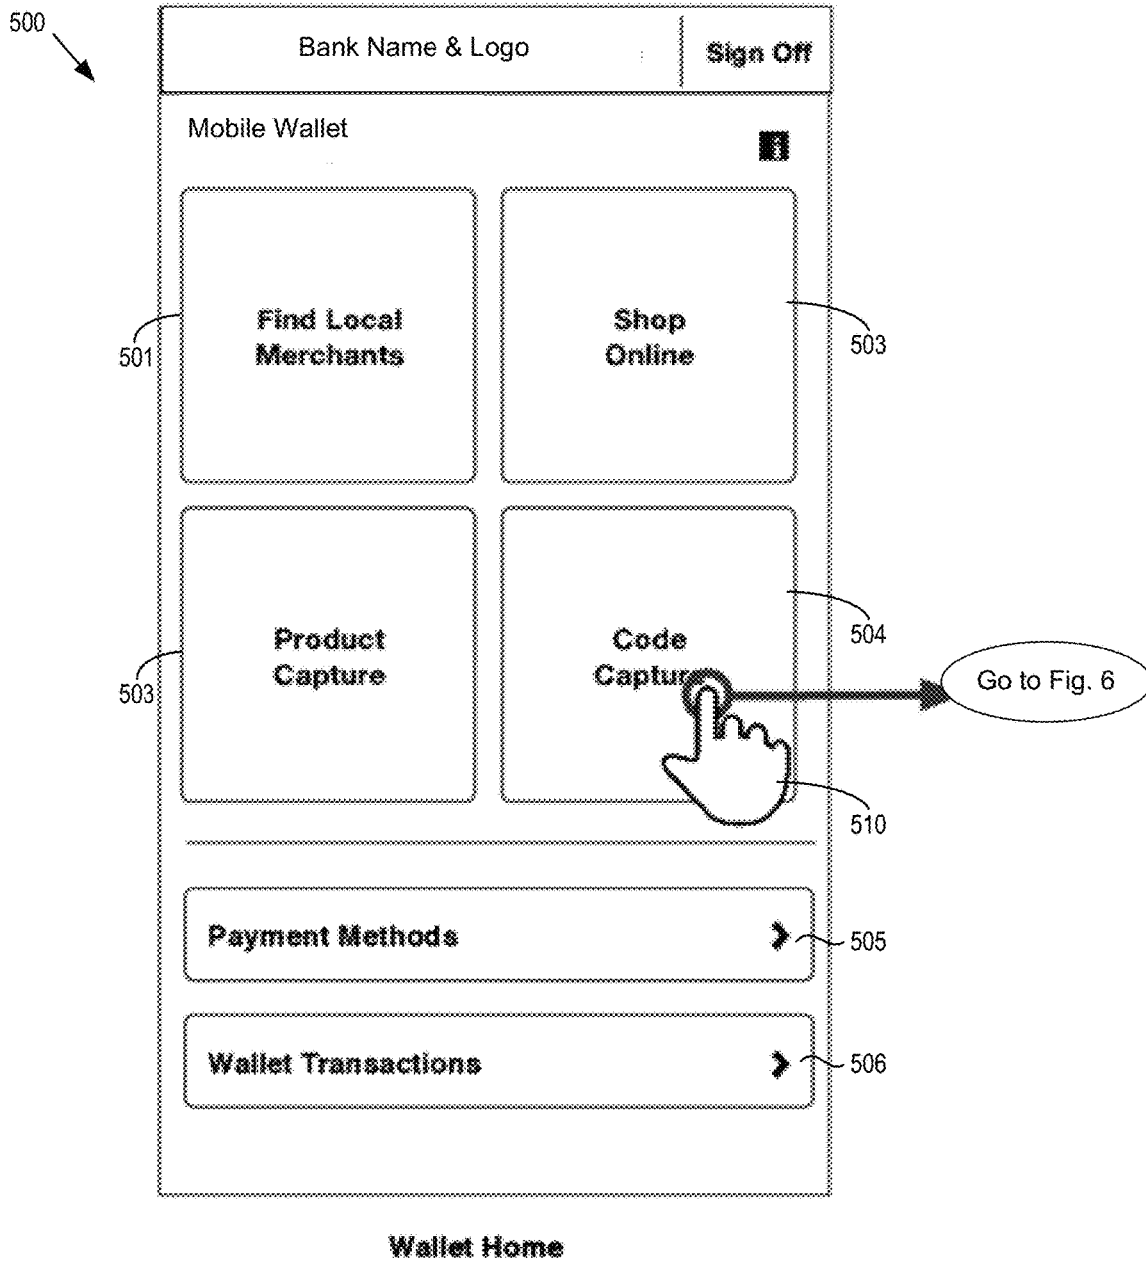 500
Bank Name & Logo
Sign Off
Mobile Wallet
i
Find Local
Merchants
501
Shop
Online
503
Product
Capture
503
Code
Capture
504
Go to Fig. 6
510
Payment Methods
505
Wallet Transactions
506
Wallet Home